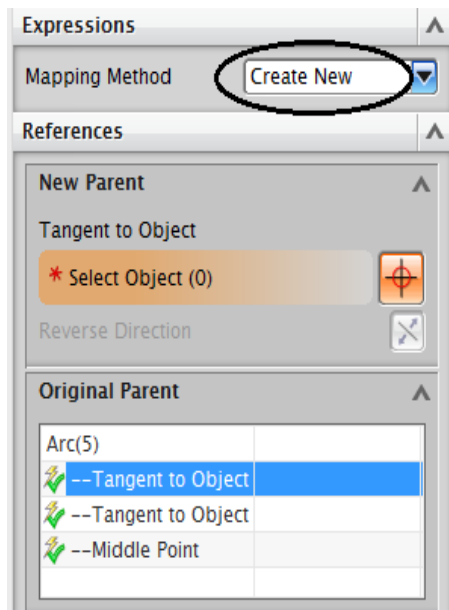 Expressions
Mapping Method Create New
References
New Parent
Tangent to Object
* Select Object (0)
Reverse Direction
Original Parent
Arc(5)
--Tangent to Object
--Tangent to Object
--Middle Point